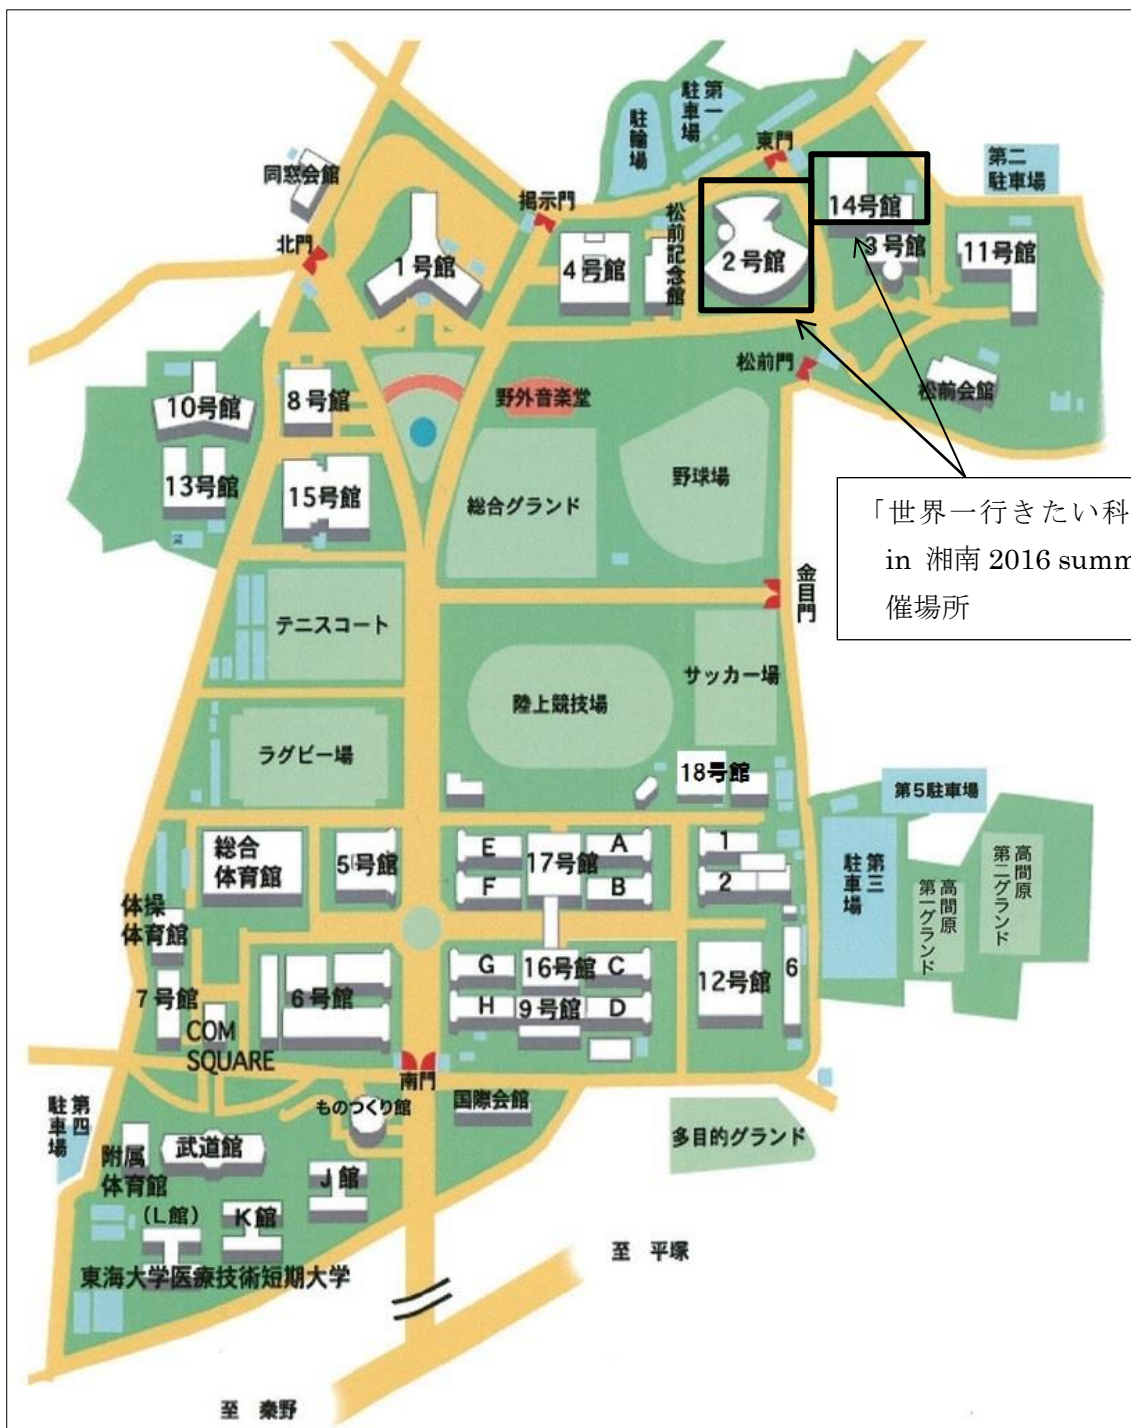 第一
駐車場
駐輪場
東門
第二
駐車場
同窓会館
掲示門
松前記念館
14号館
北門
1号館
4号館
2号館
3号館
11号館
松前門
松前会館
10号館
8号館
野外音楽堂
13号館
15号館
総合グランド
野球場
「世界一行きたい科
in 湘南 2016 summ
催場所
金目門
テニスコート
サッカー場
陸上競技場
ラグビー場
18号館
第5駐車場
総合
体育館
5号館
E
F
17号館
A
B
1
2
第三
駐車場
高間原
第二グランド
高間原
第一グランド
体操
体育館
7号館
6号館
G
H
16号館
9号館
C
D
12号館
6
COM
SQUARE
南門
第四
駐車場
ものつくり館
国際会館
多目的グランド
附属
体育館
武道館
J館
(L館)
K館
東海大学医療技術短期大学
至 平塚
至 秦野